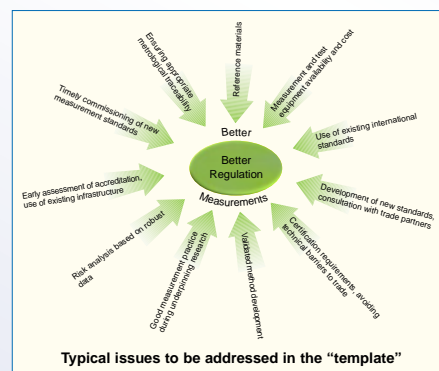 Ensuring appropriate
metrological traceability
Reference materials
Measurement and test
equipment availability and cost
Timely commissioning of new
measurement standards
Use of existing international
standards
Better
Better
Regulation
Measurements
Early assessment of accreditation,
use of existing infrastructure
Development of new standards,
consultation with trade partners
Risk analysis based on robust
data
Good measurement practice
during underpinning research
Validated method development
Certification requirements, avoiding
technical barriers to trade
Typical issues to be addressed in the “template”